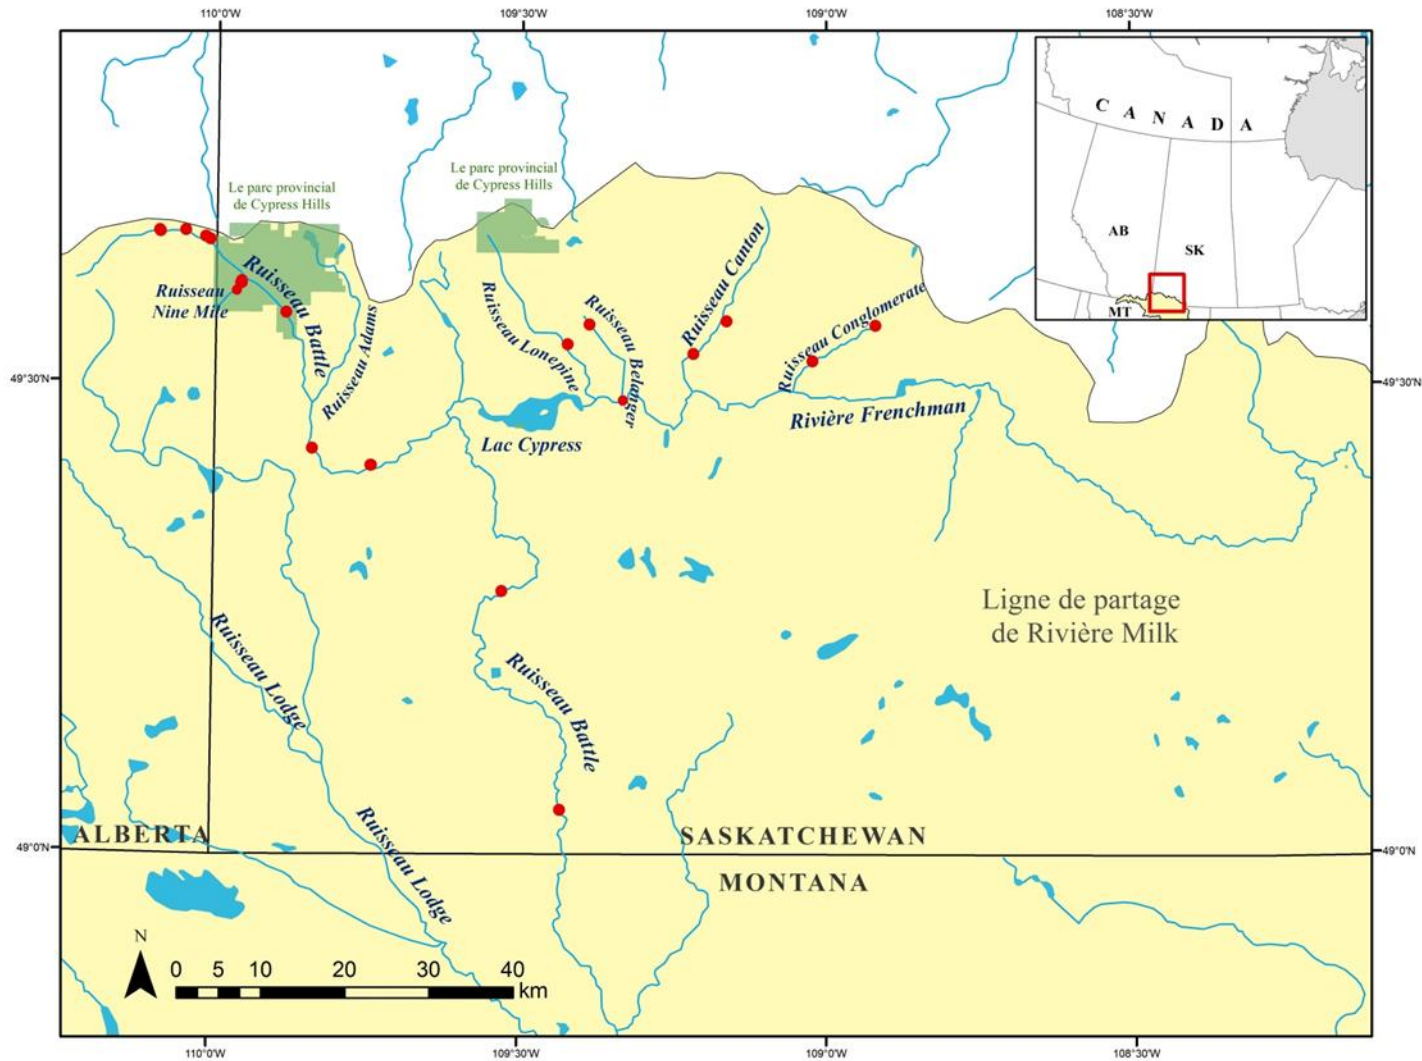 110°0'W
109°30'W
109°0'W
108°30'W
CANADA
AB
SK
MT
Le parc provincial
de Cypress Hills
Le parc provincial
de Cypress Hills
Ruisseau Battle
Ruisseau
Nine Mile
Ruisseau Adams
Ruisseau Lonepine
Ruisseau Belanger
Ruisseau Canton
Ruisseau Conglomerate
49°30'N
49°30'N
Rivière Frenchman
Lac Cypress
Ligne de partage
de Rivière Milk
Ruisseau Lodge
Ruisseau Battle
ALBERTA
SASKATCHEWAN
49°0'N
49°0'N
MONTANA
Ruisseau Lodge
N
0 5 10 20 30 40
km
110°0'W
109°30'W
109°0'W
108°30'W